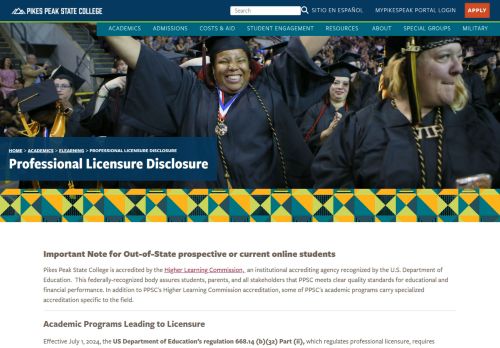 PIKES PEAK STATE COLLEGE
Search
SITIO EN ESPAÑOL
MYPIKESPEAK PORTAL LOGIN
APPLY
ACADEMICS
ADMISSIONS
COSTS & AID
STUDENT ENGAGEMENT
RESOURCES
ABOUT
SPECIAL GROUPS
MILITARY
HOME > ACADEMICS > ELEARNING > PROFESSIONAL LICENSURE DISCLOSURE
Professional Licensure Disclosure
Important Note for Out-of-State prospective or current online students
Pikes Peak State College is accredited by the Higher Learning Commission, an institutional accrediting agency recognized by the U.S. Department of
Education. This federally-recognized body assures students, parents, and all stakeholders that PPSC meets clear quality standards for educational and
financial performance. In addition to PPSC's Higher Learning Commission accreditation, some of PPSC's academic programs carry specialized
accreditation specific to the field.
Academic Programs Leading to Licensure
Effective July 1, 2024, the US Department of Education's regulation 668.14 (b)(32) Part (ii), which regulates professional licensure, requires